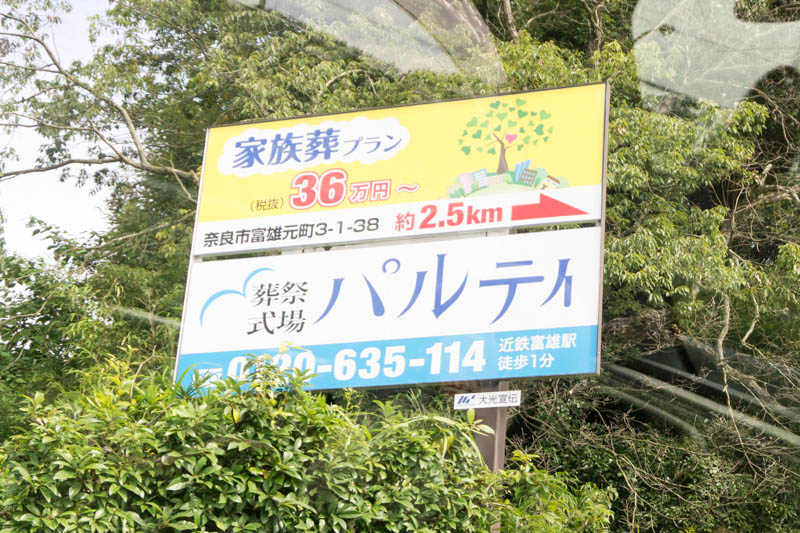 家族葬プラン
(税抜) 36万円〜
奈良市富雄元町3-1-38 約2.5km
葬祭式場 パルティ
0120-635-114
近鉄富雄駅
徒歩1分
大光宣伝